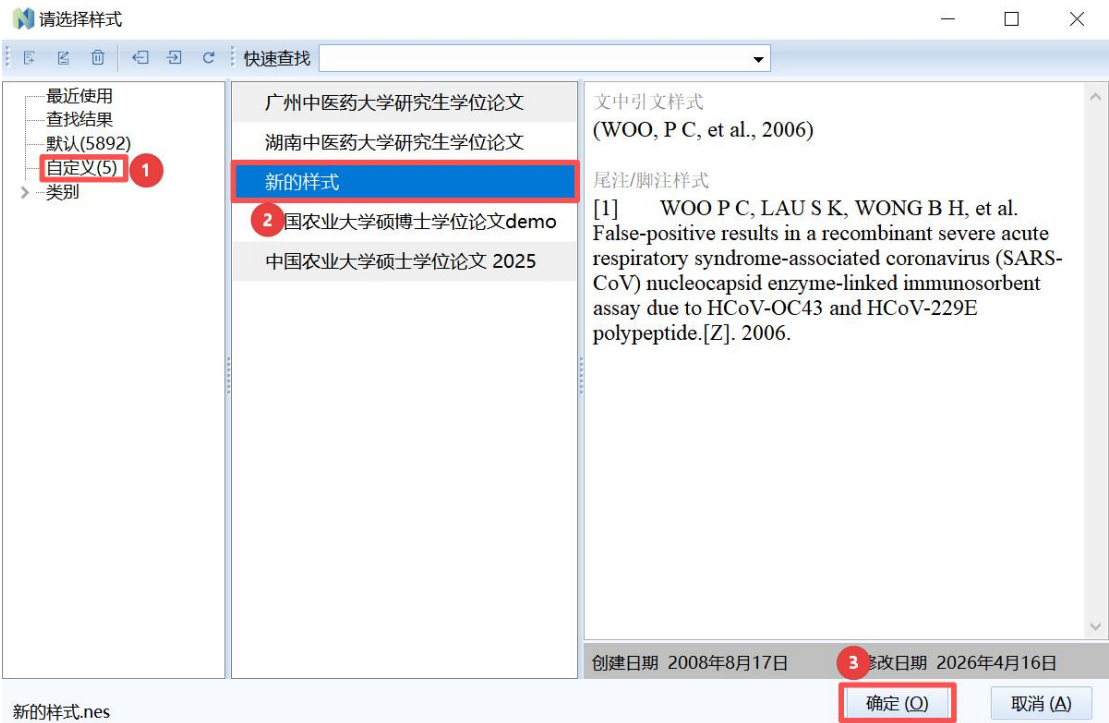 请选择样式
快速查找
最近使用
查找结果
默认(5892)
自定义(5)
1
类别
广州中医药大学研究生学位论文
湖南中医药大学研究生学位论文
新的样式
2
国农业大学硕博士学位论文demo
中国农业大学硕士学位论文 2025
文中引文样式
(WOO, P C, et al., 2006)
尾注/脚注样式
[1] WOO P C, LAU S K, WONG B H, et al.
False-positive results in a recombinant severe acute
respiratory syndrome-associated coronavirus (SARS-
CoV) nucleocapsid enzyme-linked immunosorbent
assay due to HCoV-OC43 and HCoV-229E
polypeptide.[Z]. 2006.
创建日期 2008年8月17日
3
改日期 2026年4月16日
新的样式.nes
确定 (O)
取消 (A)